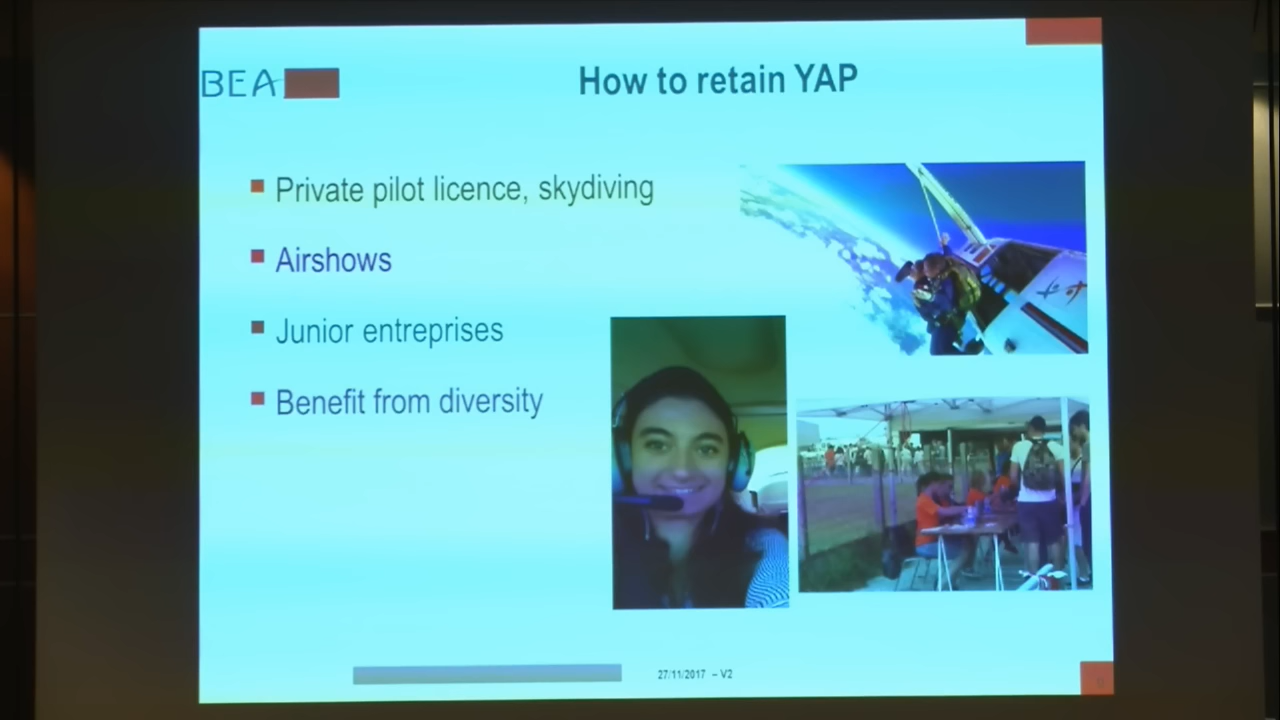 BEA
How to retain YAP
Private pilot licence, skydiving
Airshows
Junior entreprises
Benefit from diversity
27/11/2017 – V2